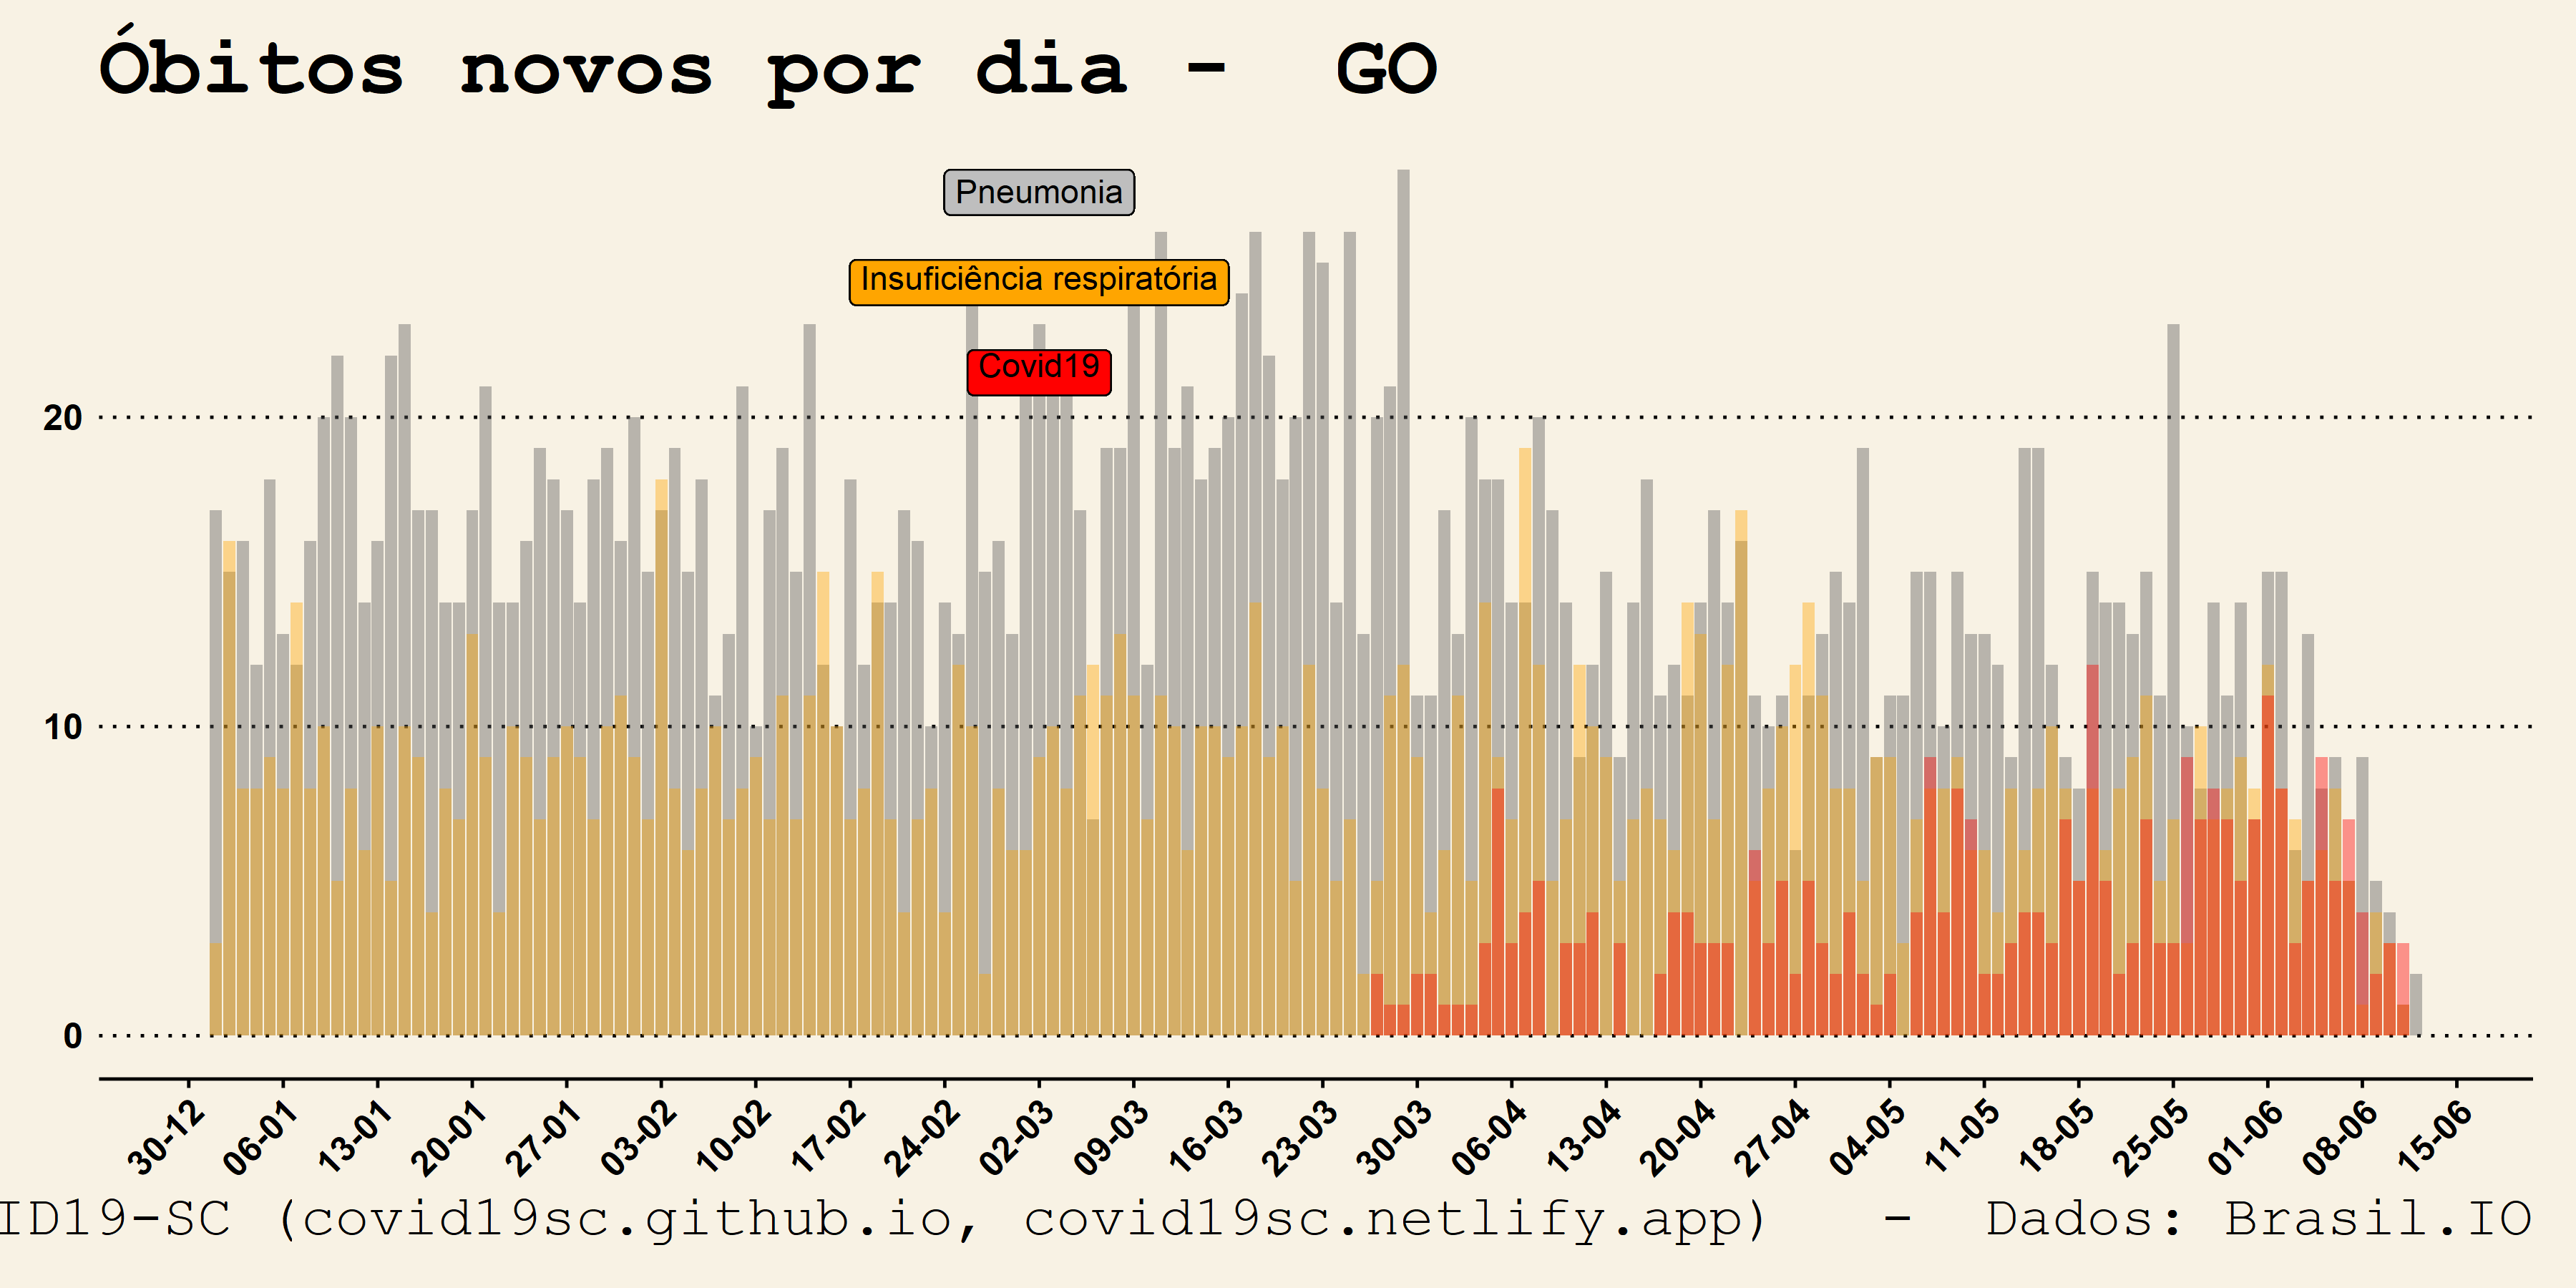 Óbitos novos por dia - GO
Pneumonia
Insuficiência respiratória
Covid19
20
10
0
30-12 06-01 13-01 20-01 27-01 03-02 10-02 17-02 24-02 02-03 09-03 16-03 23-03 30-03 06-04 13-04 20-04 27-04 04-05 11-05 18-05 25-05 01-06 08-06 15-06
ID19-SC (covid19sc.github.io, covid19sc.netlify.app) - Dados: Brasil.IO